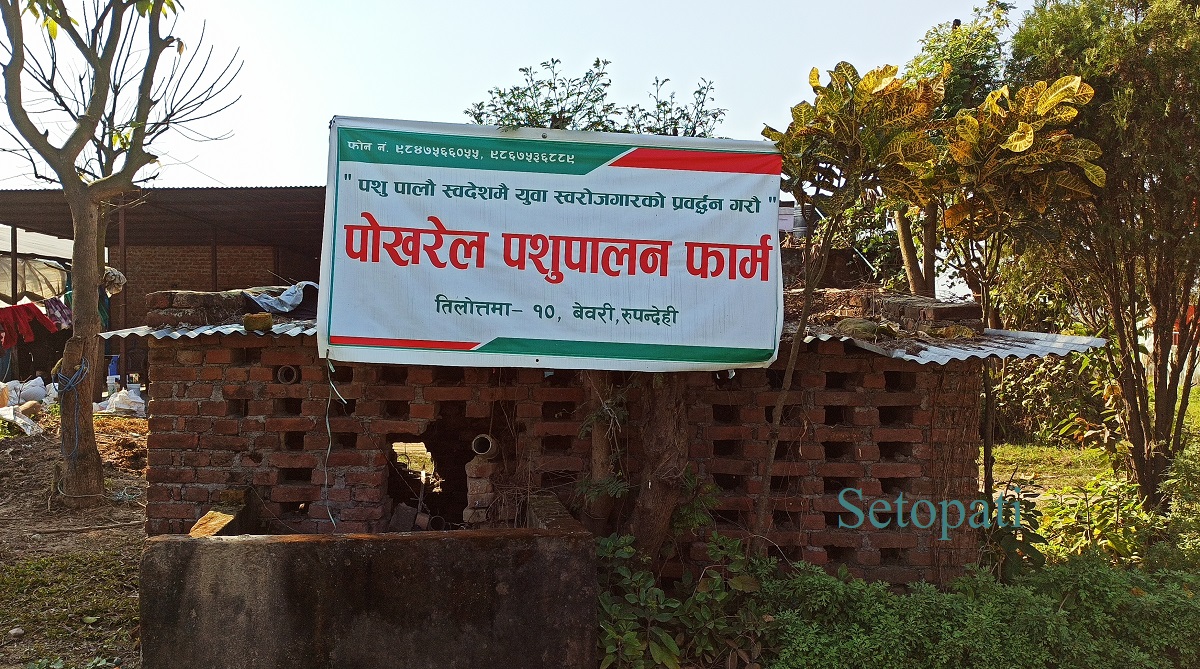 फोन नं. ९८४७५६६०५५, ९८६७५३६८८९
" पशु पालौ स्वदेशमै युवा स्वरोजगारको प्रवर्द्धन गरौ "
पोखरेल पशुपालन फार्म
तिलोत्तमा- १०, बेवरी,रुपन्देही
Setopati